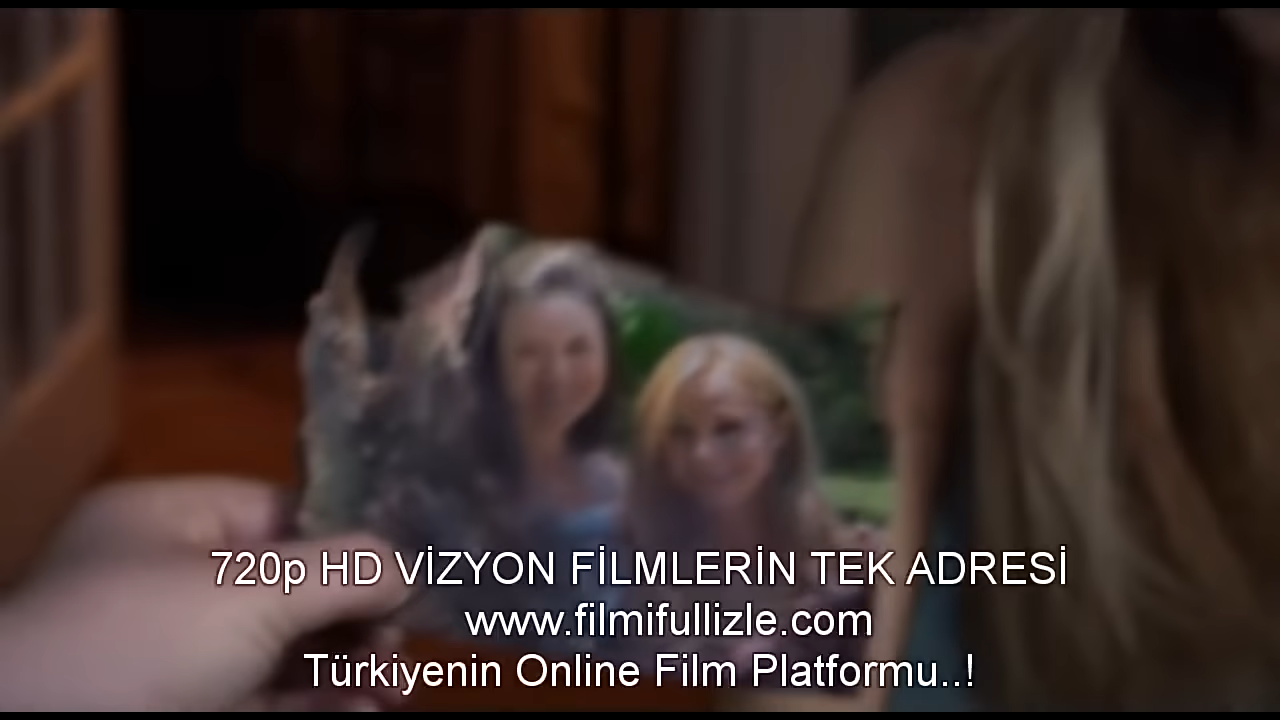 720p HD VİZYON FİLMLERİN TEK ADRESİ
www.filmifullizle.com
Türkiyenin Online Film Platformu..!